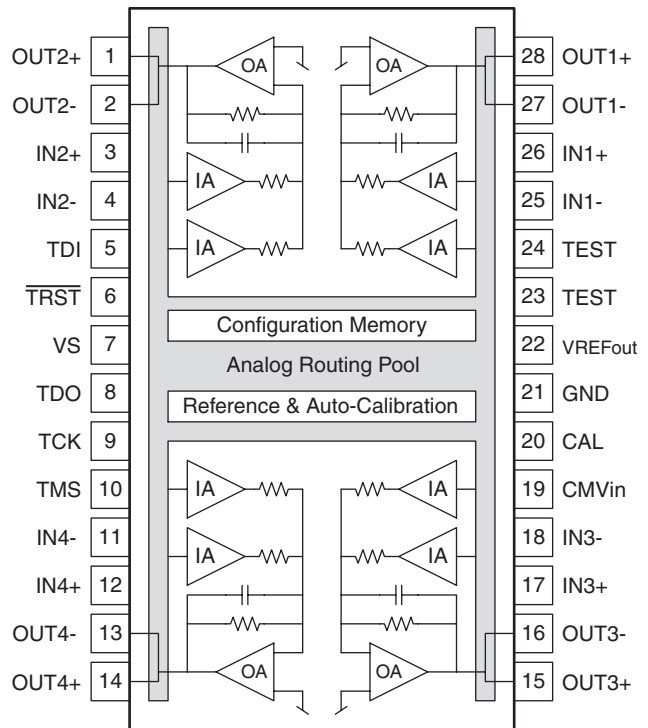 OUT2+ 1 OA OA 28 OUT1+
OUT2- 2 27 OUT1-
IN2+ 3 26 IN1+
IN2- 4 IA IA 25 IN1-
TDI 5 IA IA 24 TEST
TRST 6 23 TEST
VS 7 Configuration Memory 22 VREFout
Analog Routing Pool
TDO 8 Reference & Auto-Calibration 21 GND
TCK 9 20 CAL
TMS 10 IA IA 19 CMVin
IN4- 11 IA IA 18 IN3-
IN4+ 12 17 IN3+
OUT4- 13 16 OUT3-
OUT4+ 14 OA OA 15 OUT3+